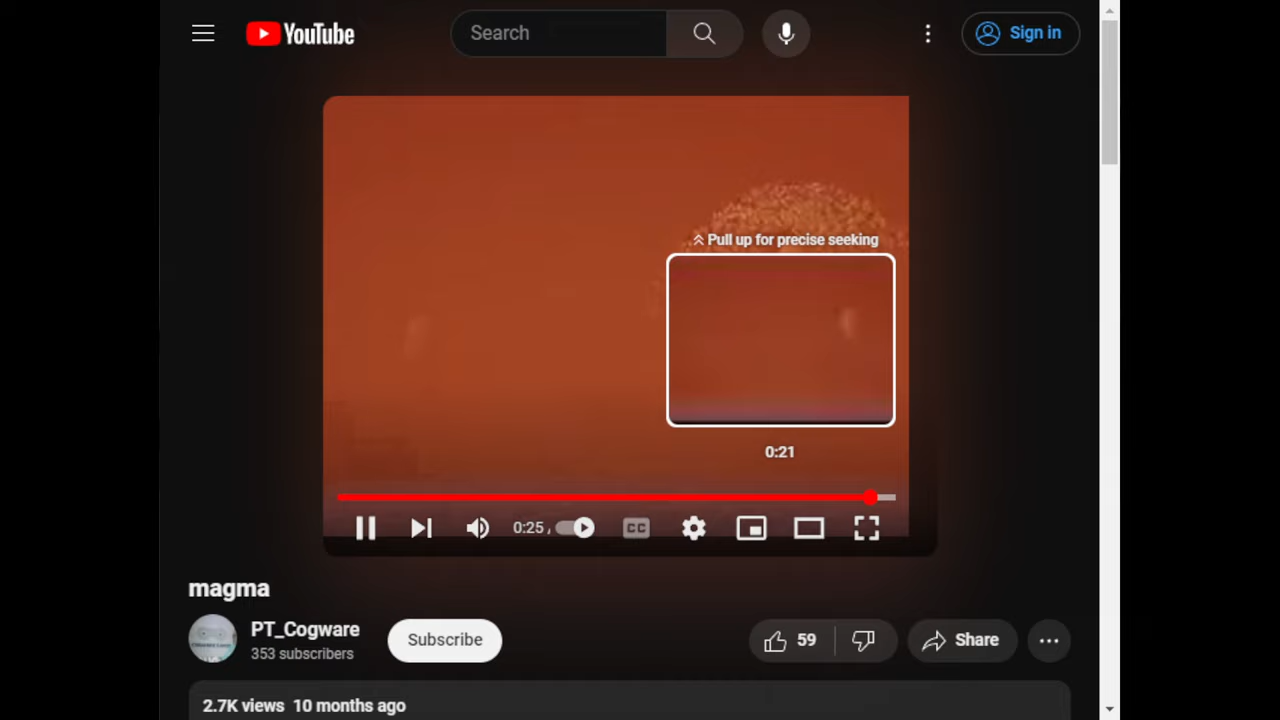 YouTube
Search
Sign in
Pull up for precise seeking
0:21
0:25 /
CC
magma
PT_Cogware
353 subscribers
Subscribe
59
Share
2.7K views 10 months ago